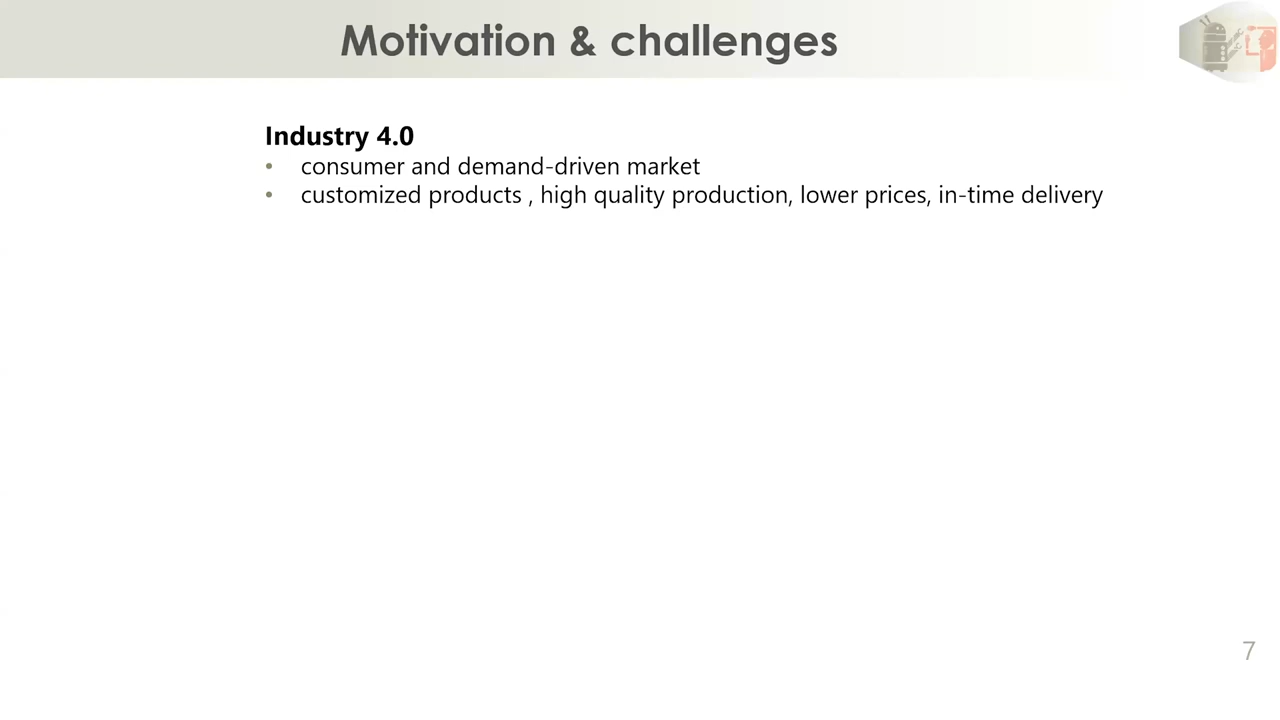 Motivation & challenges
Industry 4.0
• consumer and demand-driven market
• customized products , high quality production, lower prices, in-time delivery
7